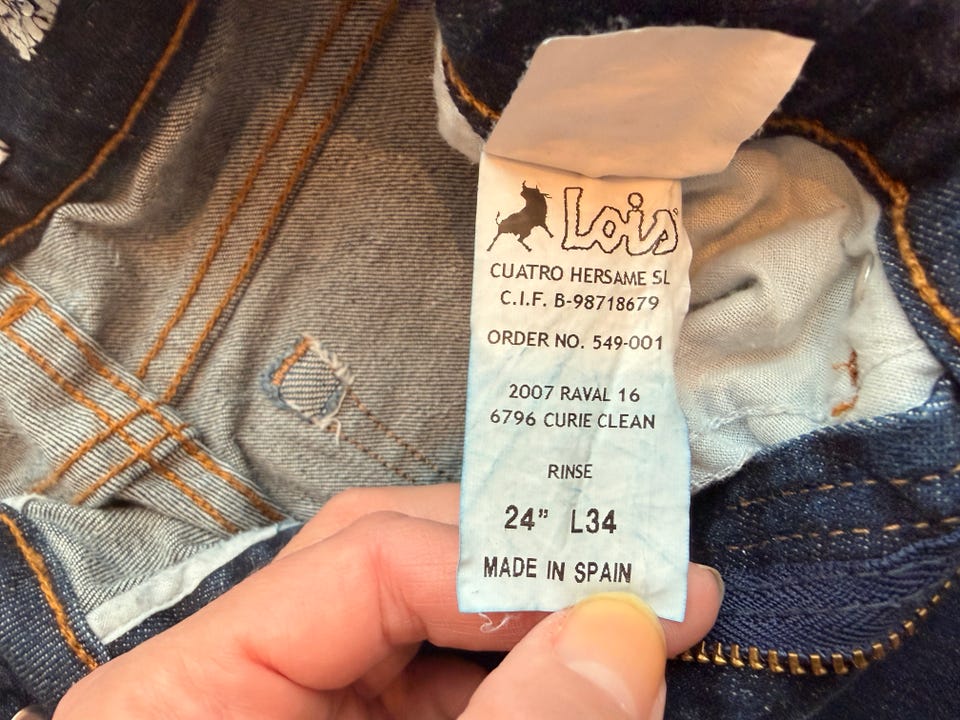 Lois
CUATRO HERSAME SL
C.I.F. B-98718679
ORDER NO. 549-001
2007 RAVAL 16
6796 CURIE CLEAN
RINSE
24” L34
MADE IN SPAIN